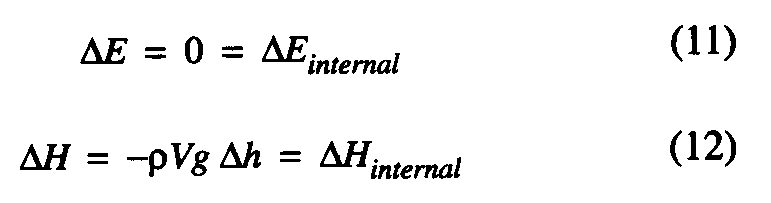 ΔE = 0 = ΔE_internal (11)
ΔH = −ρVg Δh = ΔH_internal (12)